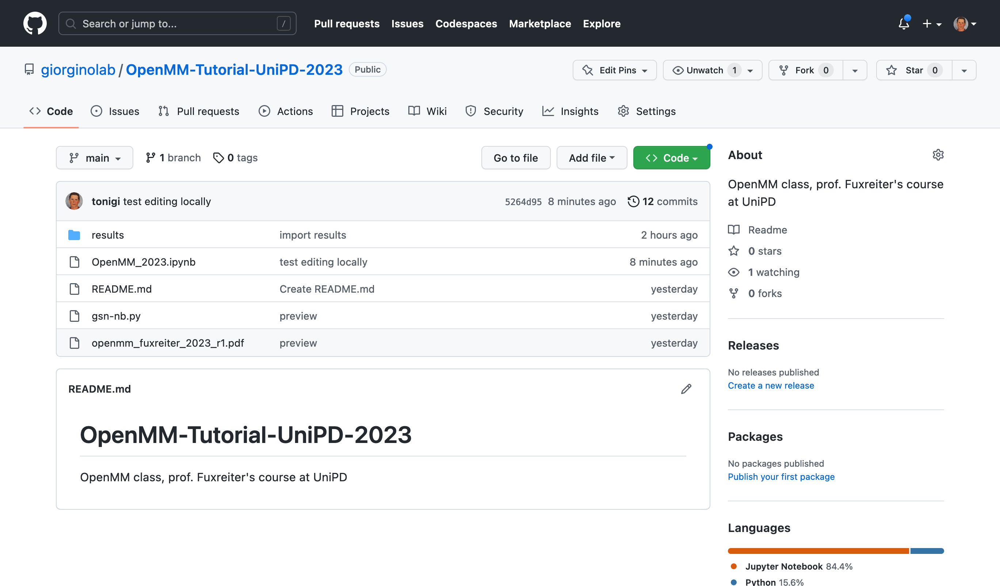 Search or jump to...
/
Pull requests
Issues
Codespaces
Marketplace
Explore
giorginolab / OpenMM-Tutorial-UniPD-2023
Public
Edit Pins
Unwatch 1
Fork 0
Star 0
Code
Issues
Pull requests
Actions
Projects
Wiki
Security
Insights
Settings
main
1 branch
0 tags
Go to file
Add file
Code
tonigi test editing locally
5264d95 8 minutes ago
12 commits
results
import results
2 hours ago
OpenMM_2023.ipynb
test editing locally
8 minutes ago
README.md
Create README.md
yesterday
gsn-nb.py
preview
yesterday
openmm_fuxreiter_2023_r1.pdf
preview
yesterday
README.md
OpenMM-Tutorial-UniPD-2023
OpenMM class, prof. Fuxreiter's course at UniPD
About
OpenMM class, prof. Fuxreiter's course
at UniPD
Readme
0 stars
1 watching
0 forks
Releases
No releases published
Create a new release
Packages
No packages published
Publish your first package
Languages
Jupyter Notebook 84.4%
Python 15.6%